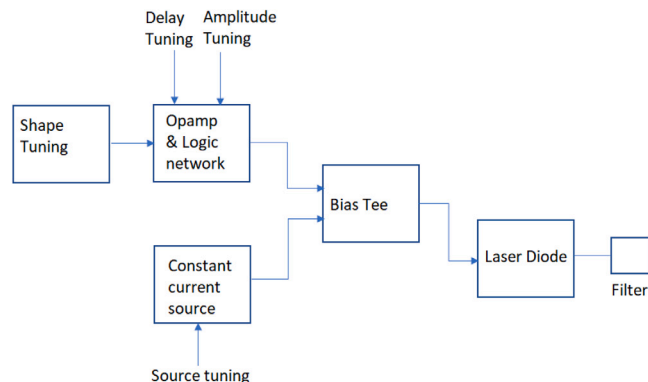 Delay
Tuning
Amplitude
Tuning
Shape
Tuning
Opamp
& Logic
network
Bias Tee
Constant
current
source
Laser Diode
Filter
Source tuning